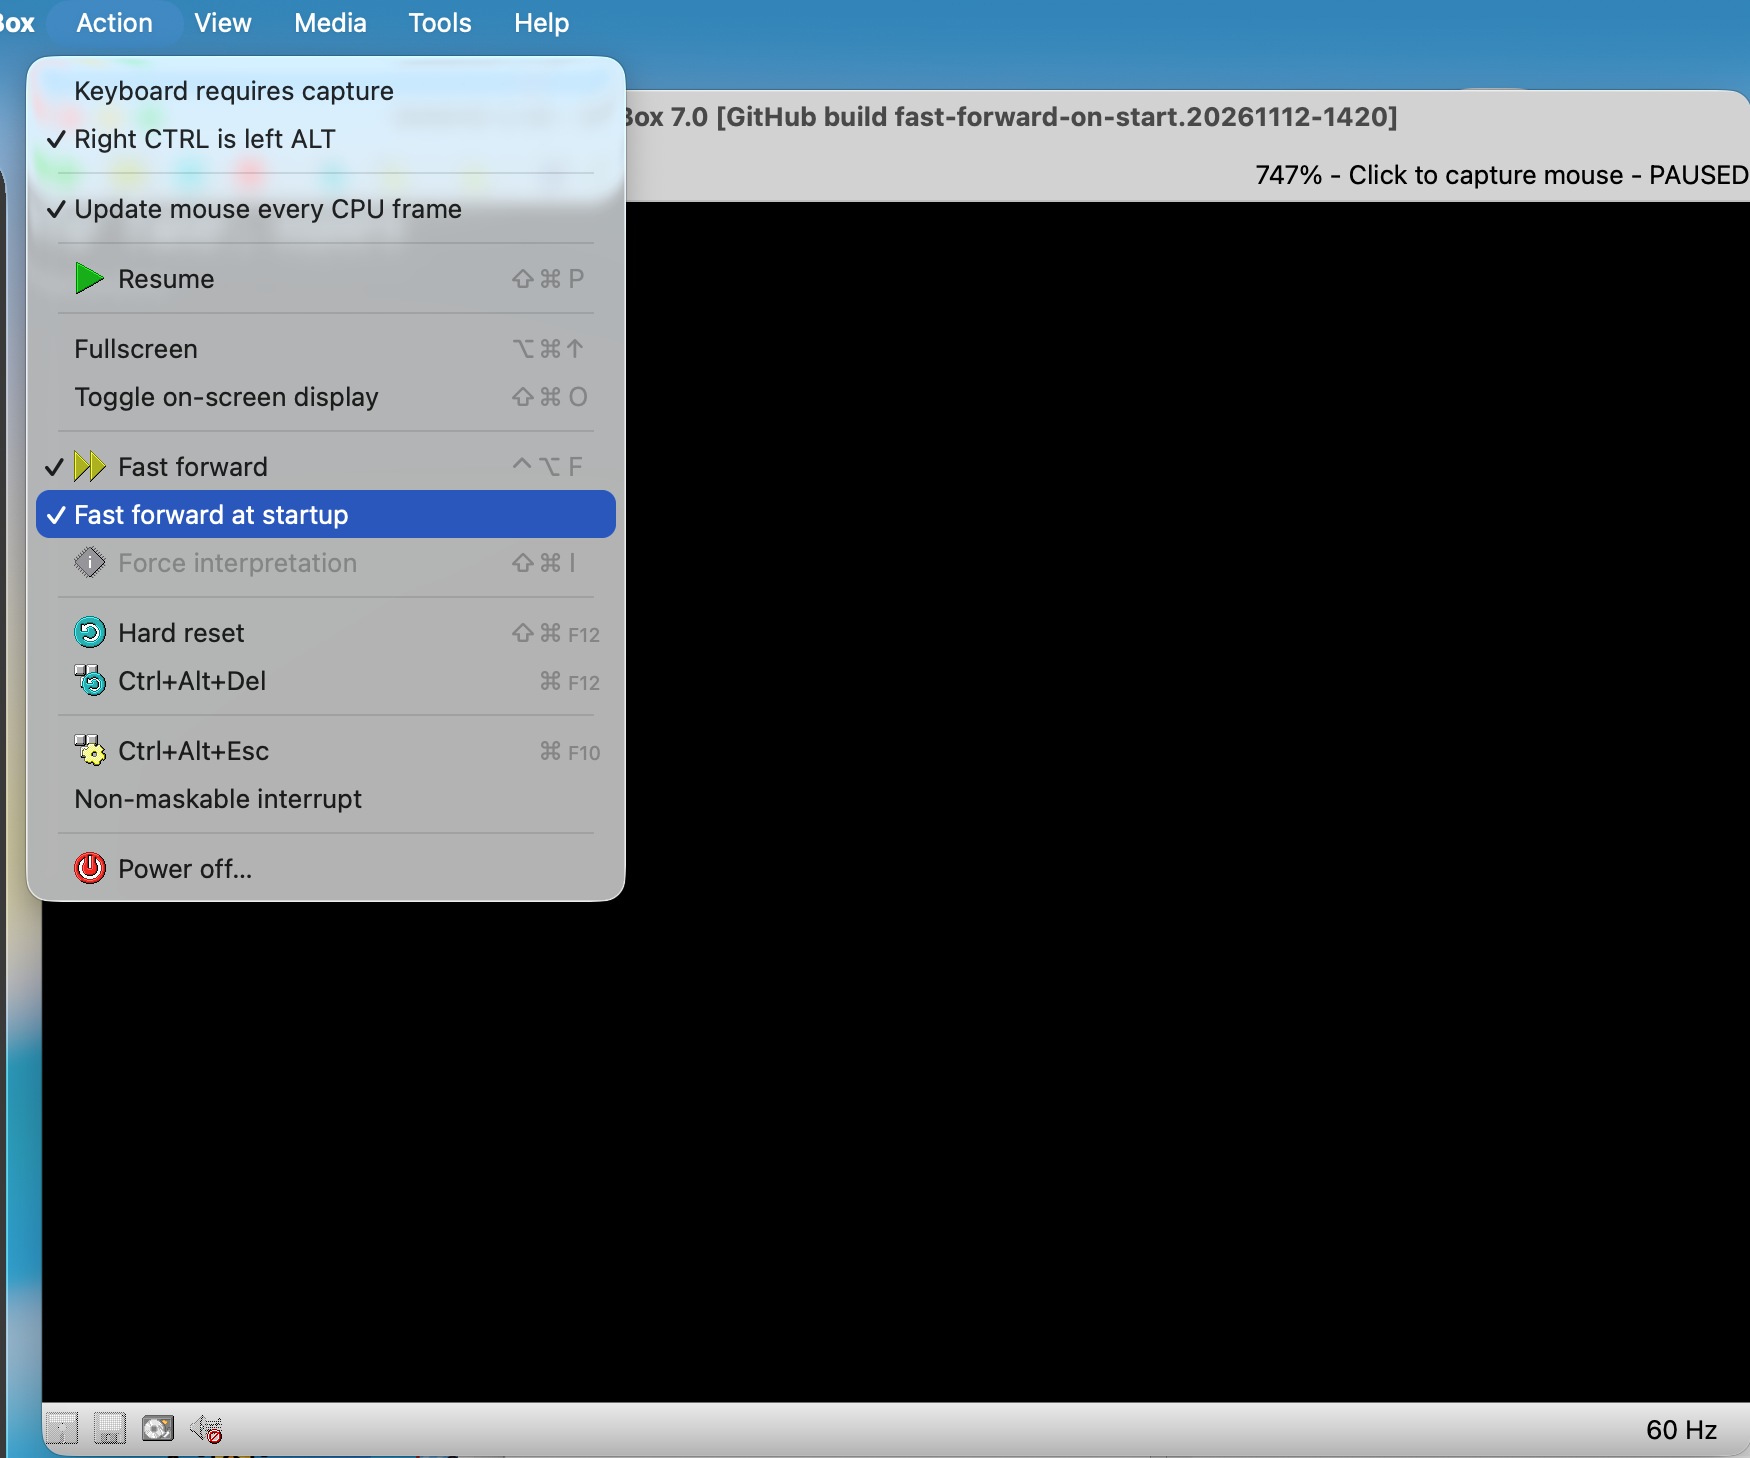 Action View Media Tools Help
Keyboard requires capture
✓ Right CTRL is left ALT
✓ Update mouse every CPU frame
Resume ⇧⌘P
Fullscreen ⌥⌘↑
Toggle on-screen display ⇧⌘O
✓ Fast forward ^⌥F
✓ Fast forward at startup
Force interpretation ⇧⌘I
Hard reset ⇧⌘F12
Ctrl+Alt+Del ⌘F12
Ctrl+Alt+Esc ⌘F10
Non-maskable interrupt
Power off...
7.0 [GitHub build fast-forward-on-start.20261112-1420]
747% - Click to capture mouse - PAUSED
60 Hz